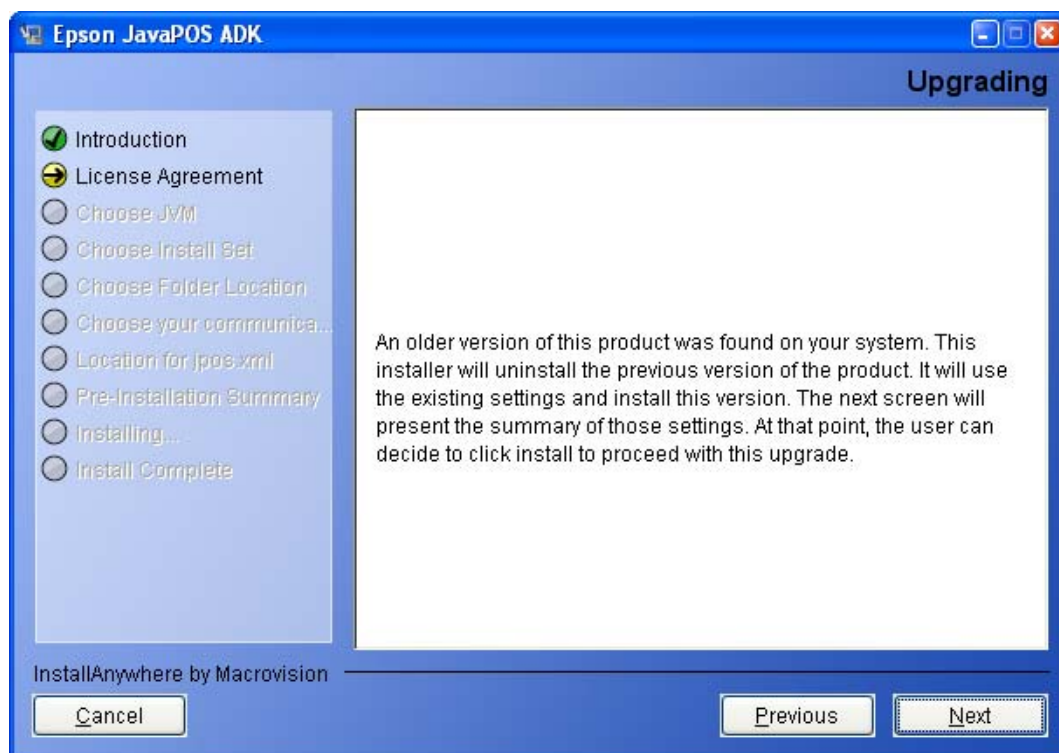 Epson JavaPOS ADK
Upgrading
Introduction
License Agreement
Choose JVM
Choose Install Set
Choose Folder Location
Choose your communica...
Location for jpos.xml
Pre-Installation Summary
Installing...
Install Complete
An older version of this product was found on your system. This
installer will uninstall the previous version of the product. It will use
the existing settings and install this version. The next screen will
present the summary of those settings. At that point, the user can
decide to click install to proceed with this upgrade.
InstallAnywhere by Macrovision
Cancel
Previous
Next